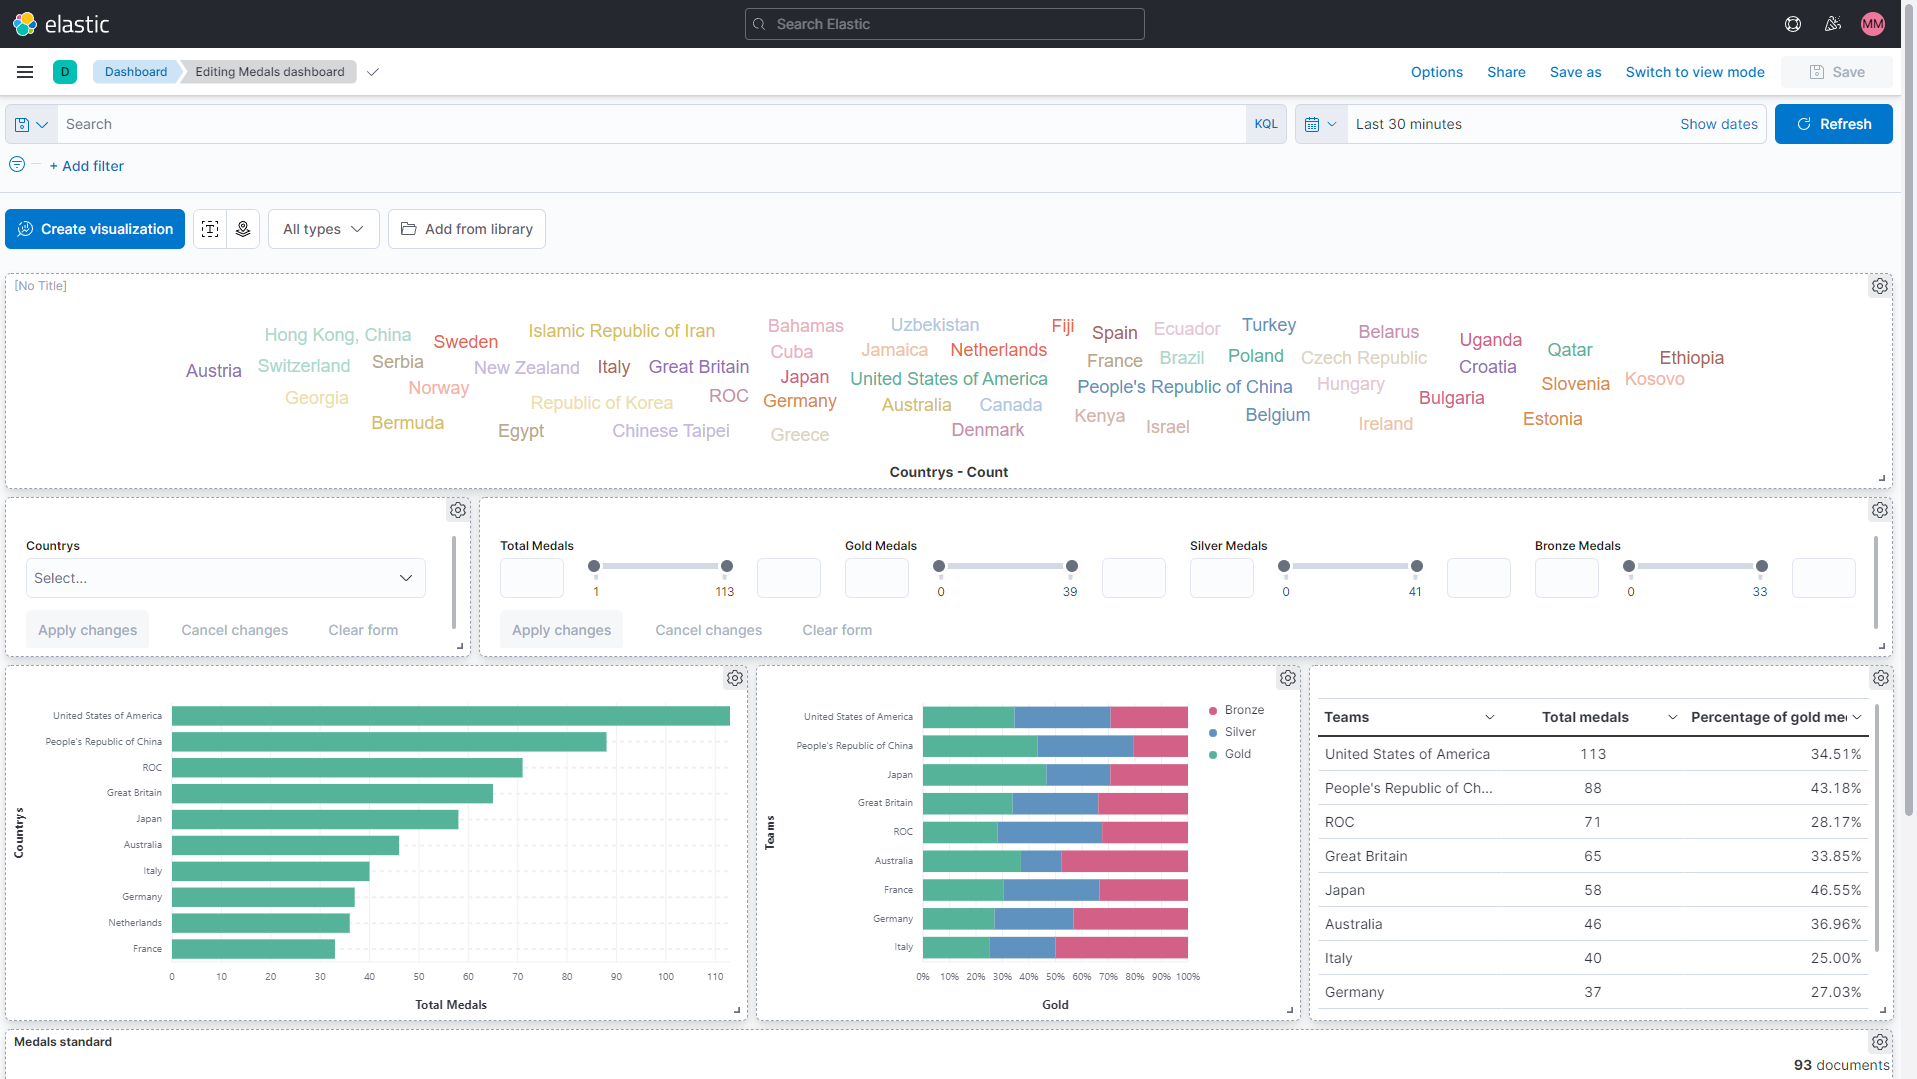 elastic
Search Elastic
MM
D
Dashboard
Editing Medals dashboard
Options
Share
Save as
Switch to view mode
Save
Search
KQL
Last 30 minutes
Show dates
Refresh
+ Add filter
Create visualization
All types
Add from library
[No Title]
Hong Kong, China
Sweden
Islamic Republic of Iran
Bahamas
Uzbekistan
Fiji
Spain
Ecuador
Turkey
Belarus
Uganda
Qatar
Ethiopia
Austria
Switzerland
Serbia
New Zealand
Italy
Great Britain
Cuba
Jamaica
Netherlands
France
Brazil
Poland
Czech Republic
Croatia
Japan
United States of America
People's Republic of China
Hungary
Slovenia
Kosovo
Georgia
Norway
Republic of Korea
ROC
Germany
Australia
Canada
Kenya
Belgium
Bulgaria
Estonia
Bermuda
Egypt
Chinese Taipei
Greece
Denmark
Israel
Ireland
Countrys - Count
Countrys
Select...
Apply changes
Cancel changes
Clear form
Total Medals
1
113
Gold Medals
0
39
Silver Medals
0
41
Bronze Medals
0
33
Apply changes
Cancel changes
Clear form
Countrys
United States of America
People's Republic of China
ROC
Great Britain
Japan
Australia
Italy
Germany
Netherlands
France
0 10 20 30 40 50 60 70 80 90 100 110
Total Medals
Teams
United States of America
People's Republic of China
Japan
Great Britain
ROC
Australia
France
Germany
Italy
0% 10% 20% 30% 40% 50% 60% 70% 80% 90% 100%
Gold
Bronze
Silver
Gold
Teams Total medals Percentage of gold me
United States of America 113 34.51%
People's Republic of Ch... 88 43.18%
ROC 71 28.17%
Great Britain 65 33.85%
Japan 58 46.55%
Australia 46 36.96%
Italy 40 25.00%
Germany 37 27.03%
Medals standard
93 documents